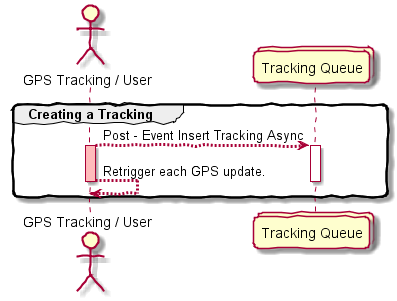 GPS Tracking / User
Tracking Queue
Creating a Tracking
Post - Event Insert Tracking Async
Retrigger each GPS update.
GPS Tracking / User
Tracking Queue